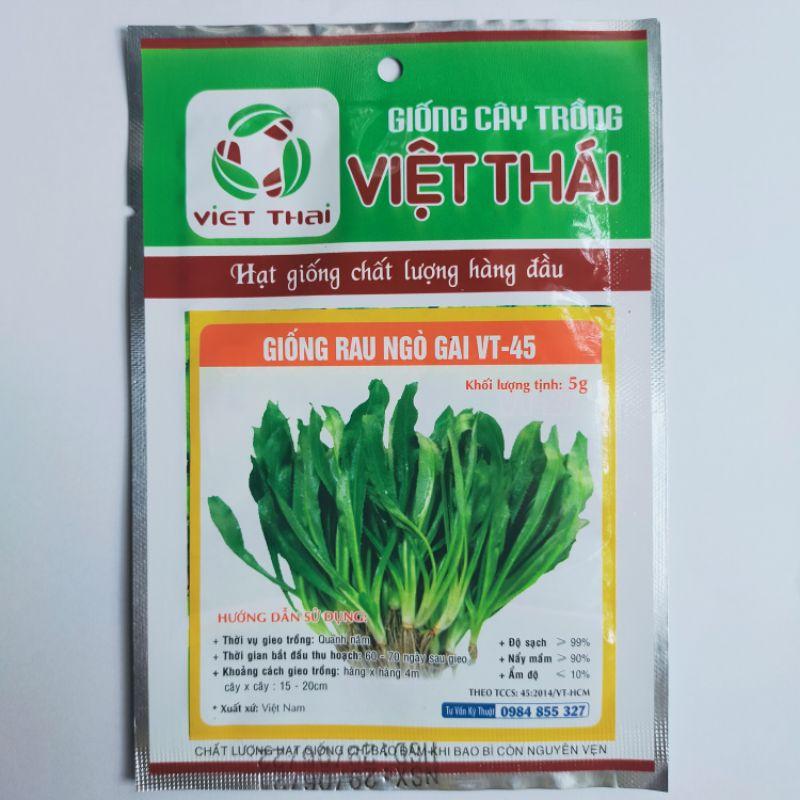 GIỐNG CÂY TRỒNG
VIỆT THÁI
VIET THAI
Hạt giống chất lượng hàng đầu
GIỐNG RAU NGÒ GAI VT-45
Khối lượng tịnh: 5g
HƯỚNG DẪN SỬ DỤNG:
+ Thời vụ gieo trồng: Quanh năm
+ Thời gian bắt đầu thu hoạch: 60 - 70 ngày sau gieo
+ Khoảng cách gieo trồng: hàng x hàng 4m
cây x cây : 15 - 20cm
* Xuất xứ: Việt Nam
+ Độ sạch ≥ 99%
+ Nẩy mầm ≥ 90%
+ Ẩm độ ≤ 10%
THEO TCCS: 45:2014/VT-HCM
Tư Vấn Kỹ Thuật 0984 855 327
CHẤT LƯỢNG HẠT GIỐNG CHỈ BẢO ĐẢM KHI BAO BÌ CÒN NGUYÊN VẸN